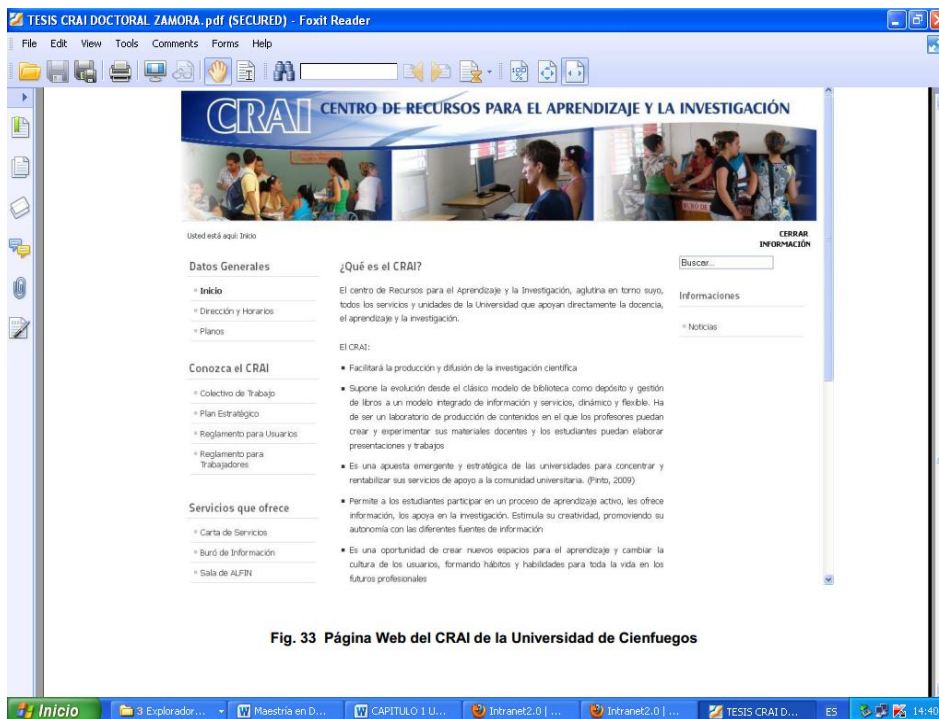 TESIS CRAI DOCTORAL ZAMORA.pdf (SECURED) - Foxit Reader
File Edit View Tools Comments Forms Help
CRAI CENTRO DE RECURSOS PARA EL APRENDIZAJE Y LA INVESTIGACIÓN
Usted está aquí: Inicio
CERRAR
INFORMACIÓN
Datos Generales
Inicio
Dirección y Horarios
Planos
Conozca el CRAI
Colectivo de Trabajo
Plan Estratégico
Reglamento para Usuarios
Reglamento para
Trabajadores
Servicios que ofrece
Carta de Servicios
Buró de Información
Sala de ALFIN
¿Qué es el CRAI?
El centro de Recursos para el Aprendizaje y la Investigación, aglutina en torno suyo,
todos los servicios y unidades de la Universidad que apoyan directamente la docencia,
el aprendizaje y la investigación.
El CRAI:
▪ Facilitará la producción y difusión de la investigación científica
▪ Supone la evolución desde el clásico modelo de biblioteca como depósito y gestión
de libros a un modelo integrado de información y servicios, dinámico y flexible. Ha
de ser un laboratorio de producción de contenidos en el que los profesores puedan
crear y experimentar sus materiales docentes y los estudiantes puedan elaborar
presentaciones y trabajos
▪ Es una apuesta emergente y estratégica de las universidades para concentrar y
rentabilizar sus servicios de apoyo a la comunidad universitaria. (Pinto, 2009)
▪ Permite a los estudiantes participar en un proceso de aprendizaje activo, les ofrece
información, los apoya en la investigación. Estimula su creatividad, promoviendo su
autonomía con las diferentes fuentes de información
▪ Es una oportunidad de crear nuevos espacios para el aprendizaje y cambiar la
cultura de los usuarios, formando hábitos y habilidades para toda la vida en los
futuros profesionales
Buscar...
Informaciones
Noticias
Fig. 33 Página Web del CRAI de la Universidad de Cienfuegos
Inicio 3 Explorador... Maestría en D... CAPITULO 1 U... Intranet2.0 | ... Intranet2.0 | ... TESIS CRAI D... ES 14:40